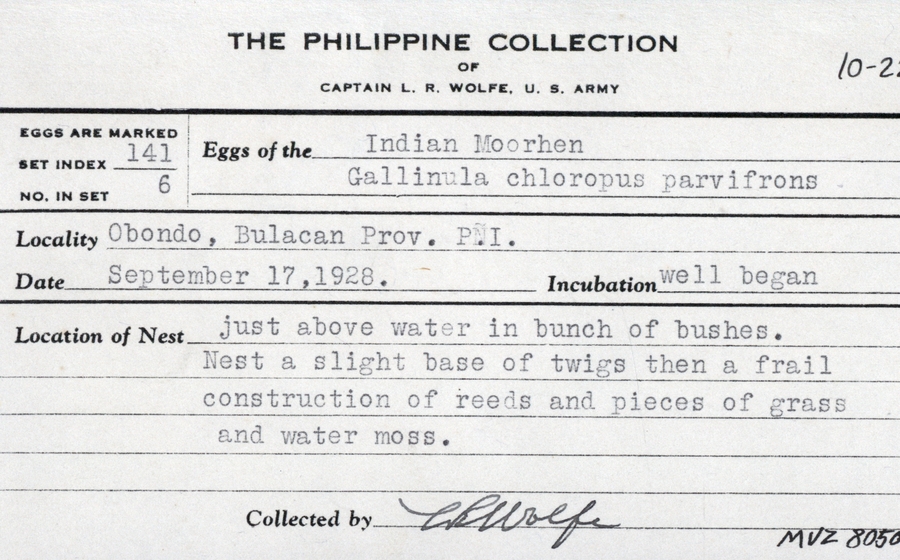 THE PHILIPPINE COLLECTION
OF
CAPTAIN L. R. WOLFE, U. S. ARMY
EGGS ARE MARKED
SET INDEX 141
NO. IN SET 6
Eggs of the Indian Moorhen
Gallinula chloropus parvifrons
Locality Obondo, Bulacan Prov. P.I.
Date September 17,1928. Incubation well began
Location of Nest just above water in bunch of bushes.
Nest a slight base of twigs then a frail
construction of reeds and pieces of grass
and water moss.
Collected by LR Wolfe
MVZ